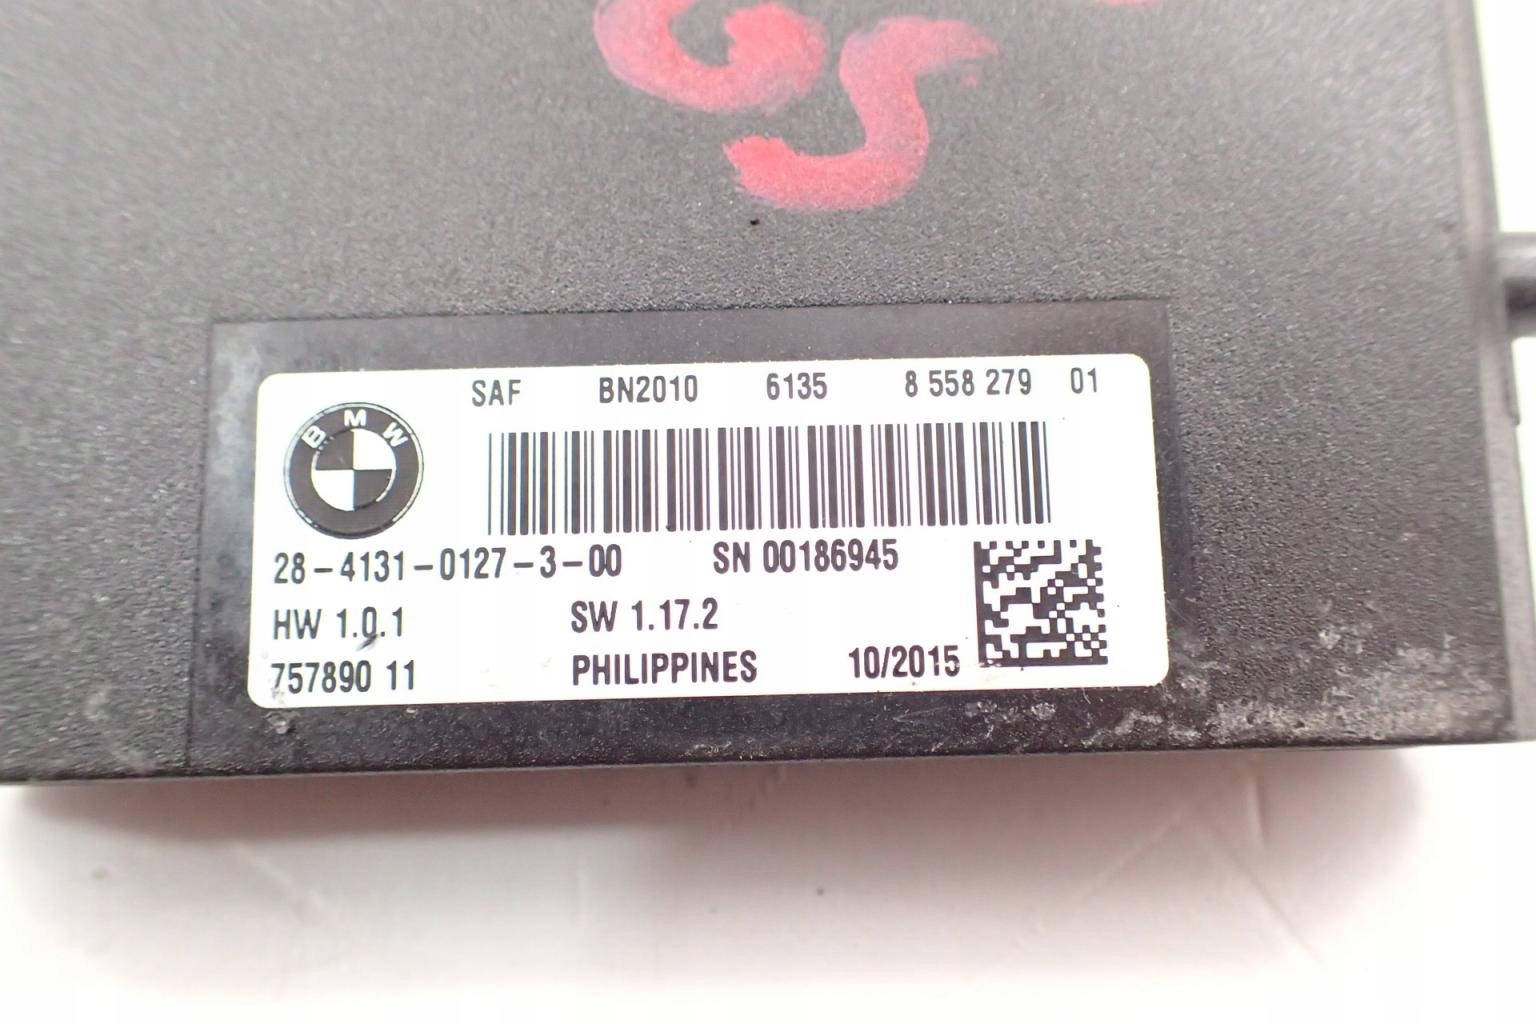 GS
SAF BN2010 6135 8 558 279 01
BMW
28-4131-0127-3-00 SN 00186945
HW 1.0.1 SW 1.17.2
757890 11 PHILIPPINES 10/2015